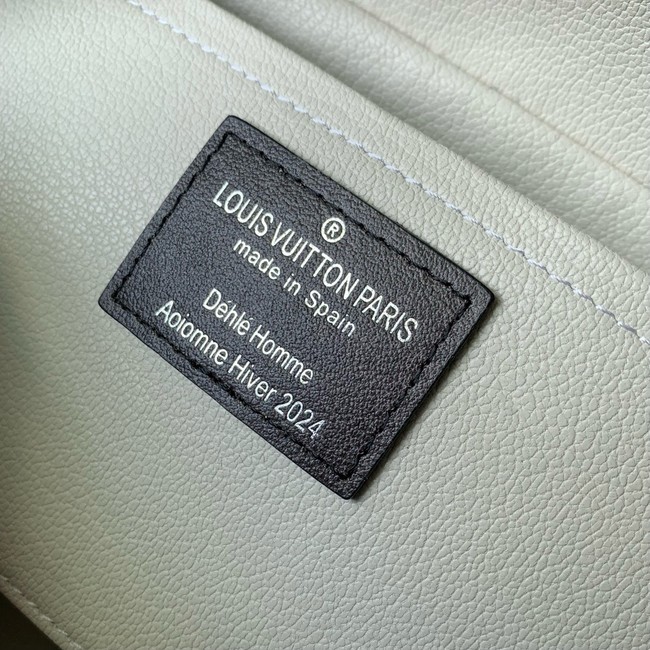 ®
LOUIS VUITTON PARIS
made in Spain
Déhlé Homme
Aoiomne Hiver 2024